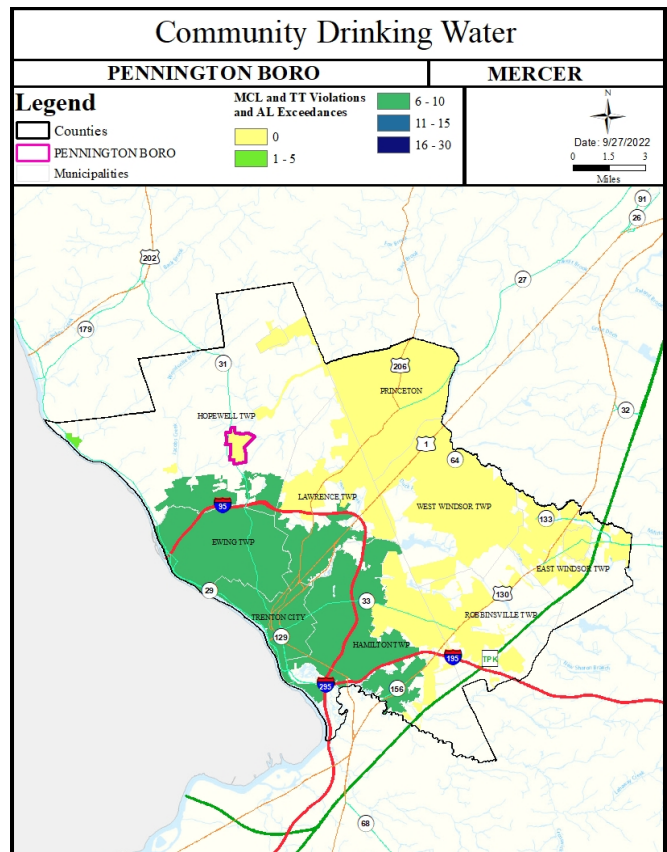 Community Drinking Water
PENNINGTON BORO
MERCER
Legend
Counties
PENNINGTON BORO
Municipalities
MCL and TT Violations
and AL Exceedances
0
1 - 5
6 - 10
11 - 15
16 - 30
N
Date: 9/27/2022
0 1.5 3
Miles
91
26
202
27
179
31
206
PRINCETON
32
HOPEWELL TWP
1
64
LAWRENCE TWP
WEST WINDSOR TWP
95
133
EWING TWP
EAST WINDSOR TWP
29
130
33
ROBBINSVILLE TWP
TRENTON CITY
129
HAMILTON TWP
195
TPK
295
156
68